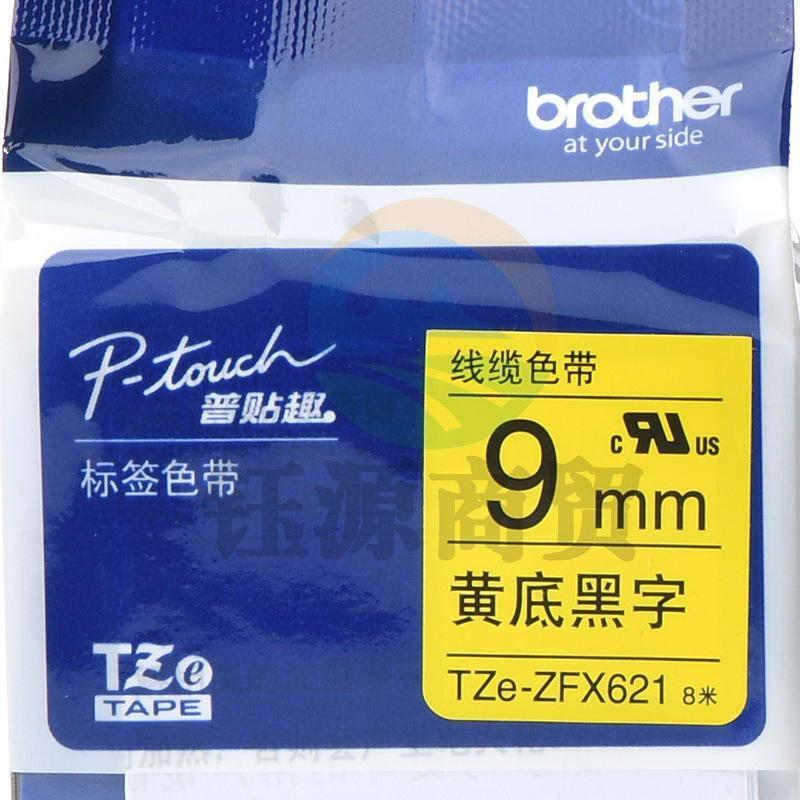 brother
at your side
P-touch
普贴趣
标签色带
线缆色带
9 mm
c RU US
黄底黑字
TZe-ZFX621 8米
TZe
TAPE
钰源商贸